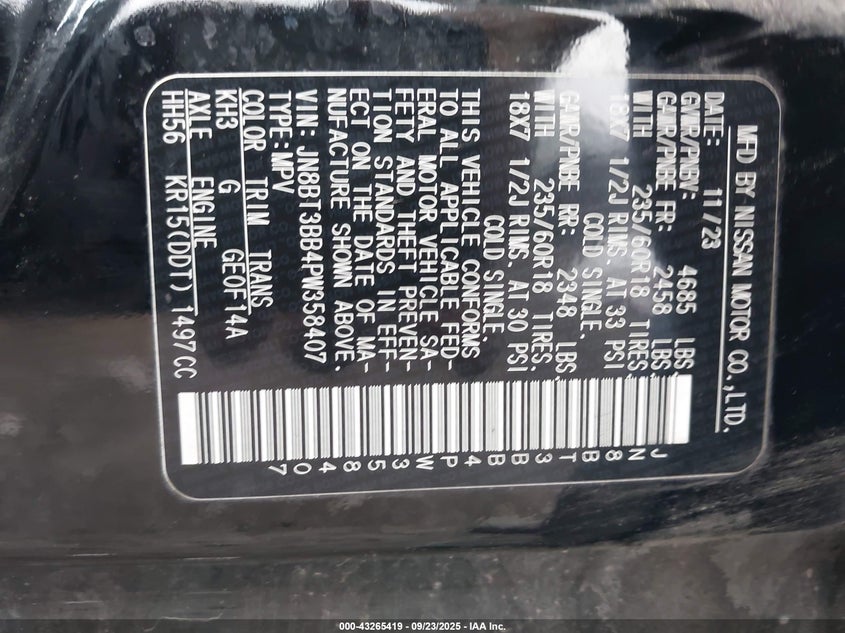 MFD BY NISSAN MOTOR CO.,LTD.
DATE: 11/23
GVWR/PNBV: 4685 LBS
GAWR/PNBE FR: 2458 LBS
WITH 235/60R18 TIRES,
18X7 1/2J RIMS. AT 33 PSI
COLD SINGLE.
GAWR/PNBE RR: 2348 LBS
WITH 235/60R18 TIRES.
18X7 1/2J RIMS. AT 30 PSI
COLD SINGLE.
THIS VEHICLE CONFORMS
TO ALL APPLICABLE FED-
ERAL MOTOR VEHICLE SA-
FETY AND THEFT PREVEN-
TION STANDARDS IN EFF-
ECT ON THE DATE OF MA-
NUFACTURE SHOWN ABOVE.
VIN: JN8BT3BB4PW358407
TYPE:MPV
COLOR TRIM TRANS
KH3 G GE0F14A
AXLE ENGINE
HH56 KR15(DDT) 1497CC
JN8BT3BB4PW358407
000-43265419 - 09/23/2025 - IAA Inc.